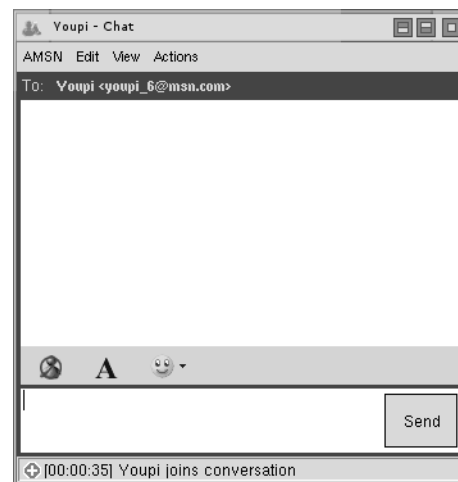 Youpi - Chat
AMSN Edit View Actions
To: Youpi <youpi_6@msn.com>
A
Send
[00:00:35] Youpi joins conversation